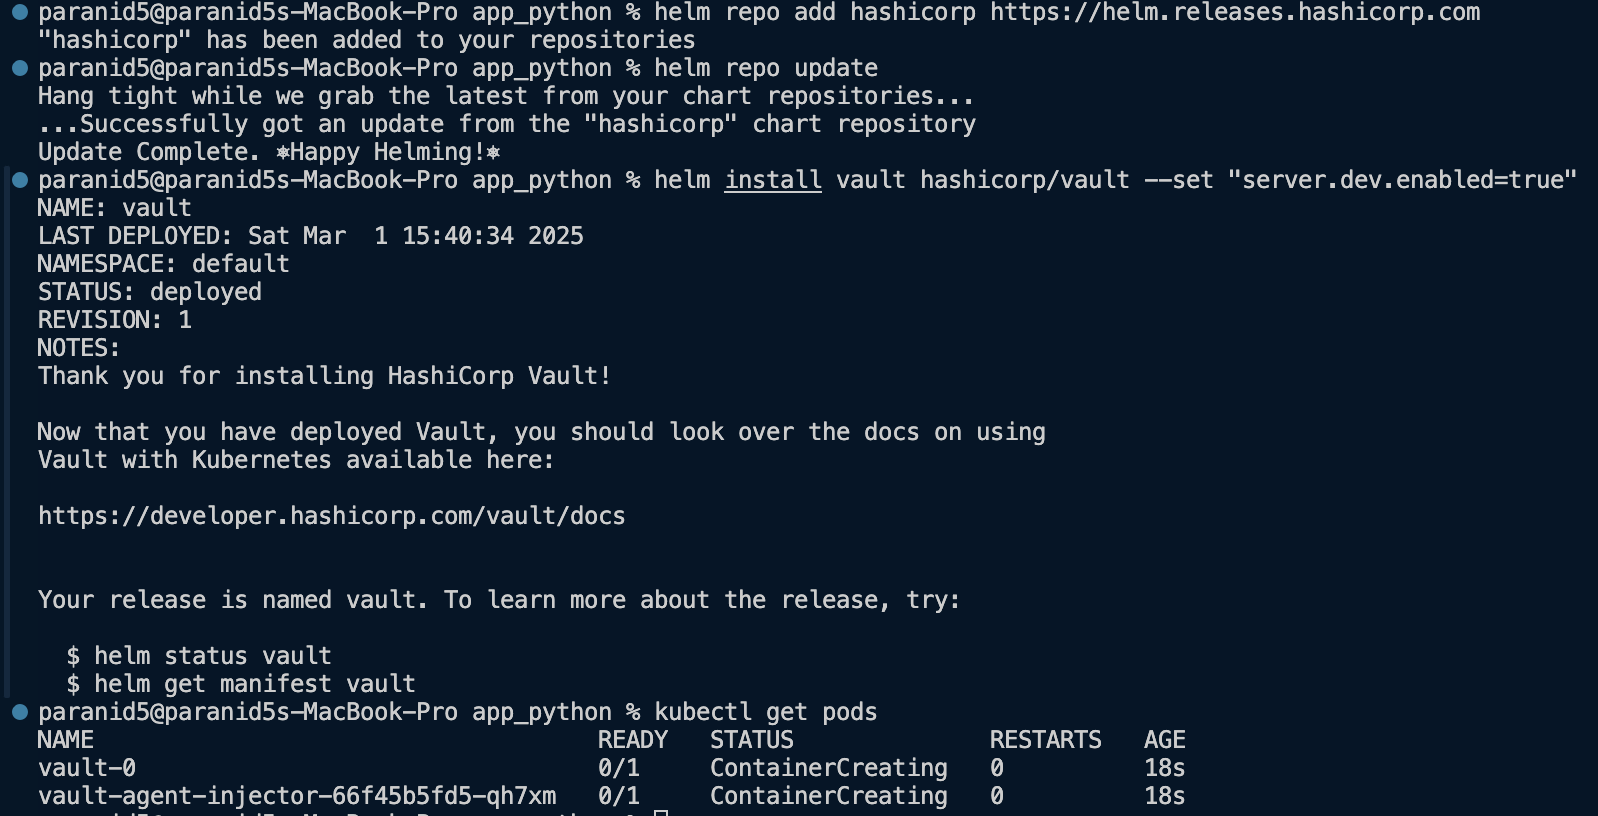 paranid5@paranid5s-MacBook-Pro app_python % helm repo add hashicorp https://helm.releases.hashicorp.com
"hashicorp" has been added to your repositories
paranid5@paranid5s-MacBook-Pro app_python % helm repo update
Hang tight while we grab the latest from your chart repositories...
...Successfully got an update from the "hashicorp" chart repository
Update Complete. ⎈Happy Helming!⎈
paranid5@paranid5s-MacBook-Pro app_python % helm install vault hashicorp/vault --set "server.dev.enabled=true"
NAME: vault
LAST DEPLOYED: Sat Mar  1 15:40:34 2025
NAMESPACE: default
STATUS: deployed
REVISION: 1
NOTES:
Thank you for installing HashiCorp Vault!
Now that you have deployed Vault, you should look over the docs on using
Vault with Kubernetes available here:
https://developer.hashicorp.com/vault/docs
Your release is named vault. To learn more about the release, try:
$ helm status vault
$ helm get manifest vault
paranid5@paranid5s-MacBook-Pro app_python % kubectl get pods
NAME READY STATUS RESTARTS AGE
vault-0 0/1 ContainerCreating 0 18s
vault-agent-injector-66f45b5fd5-qh7xm 0/1 ContainerCreating 0 18s